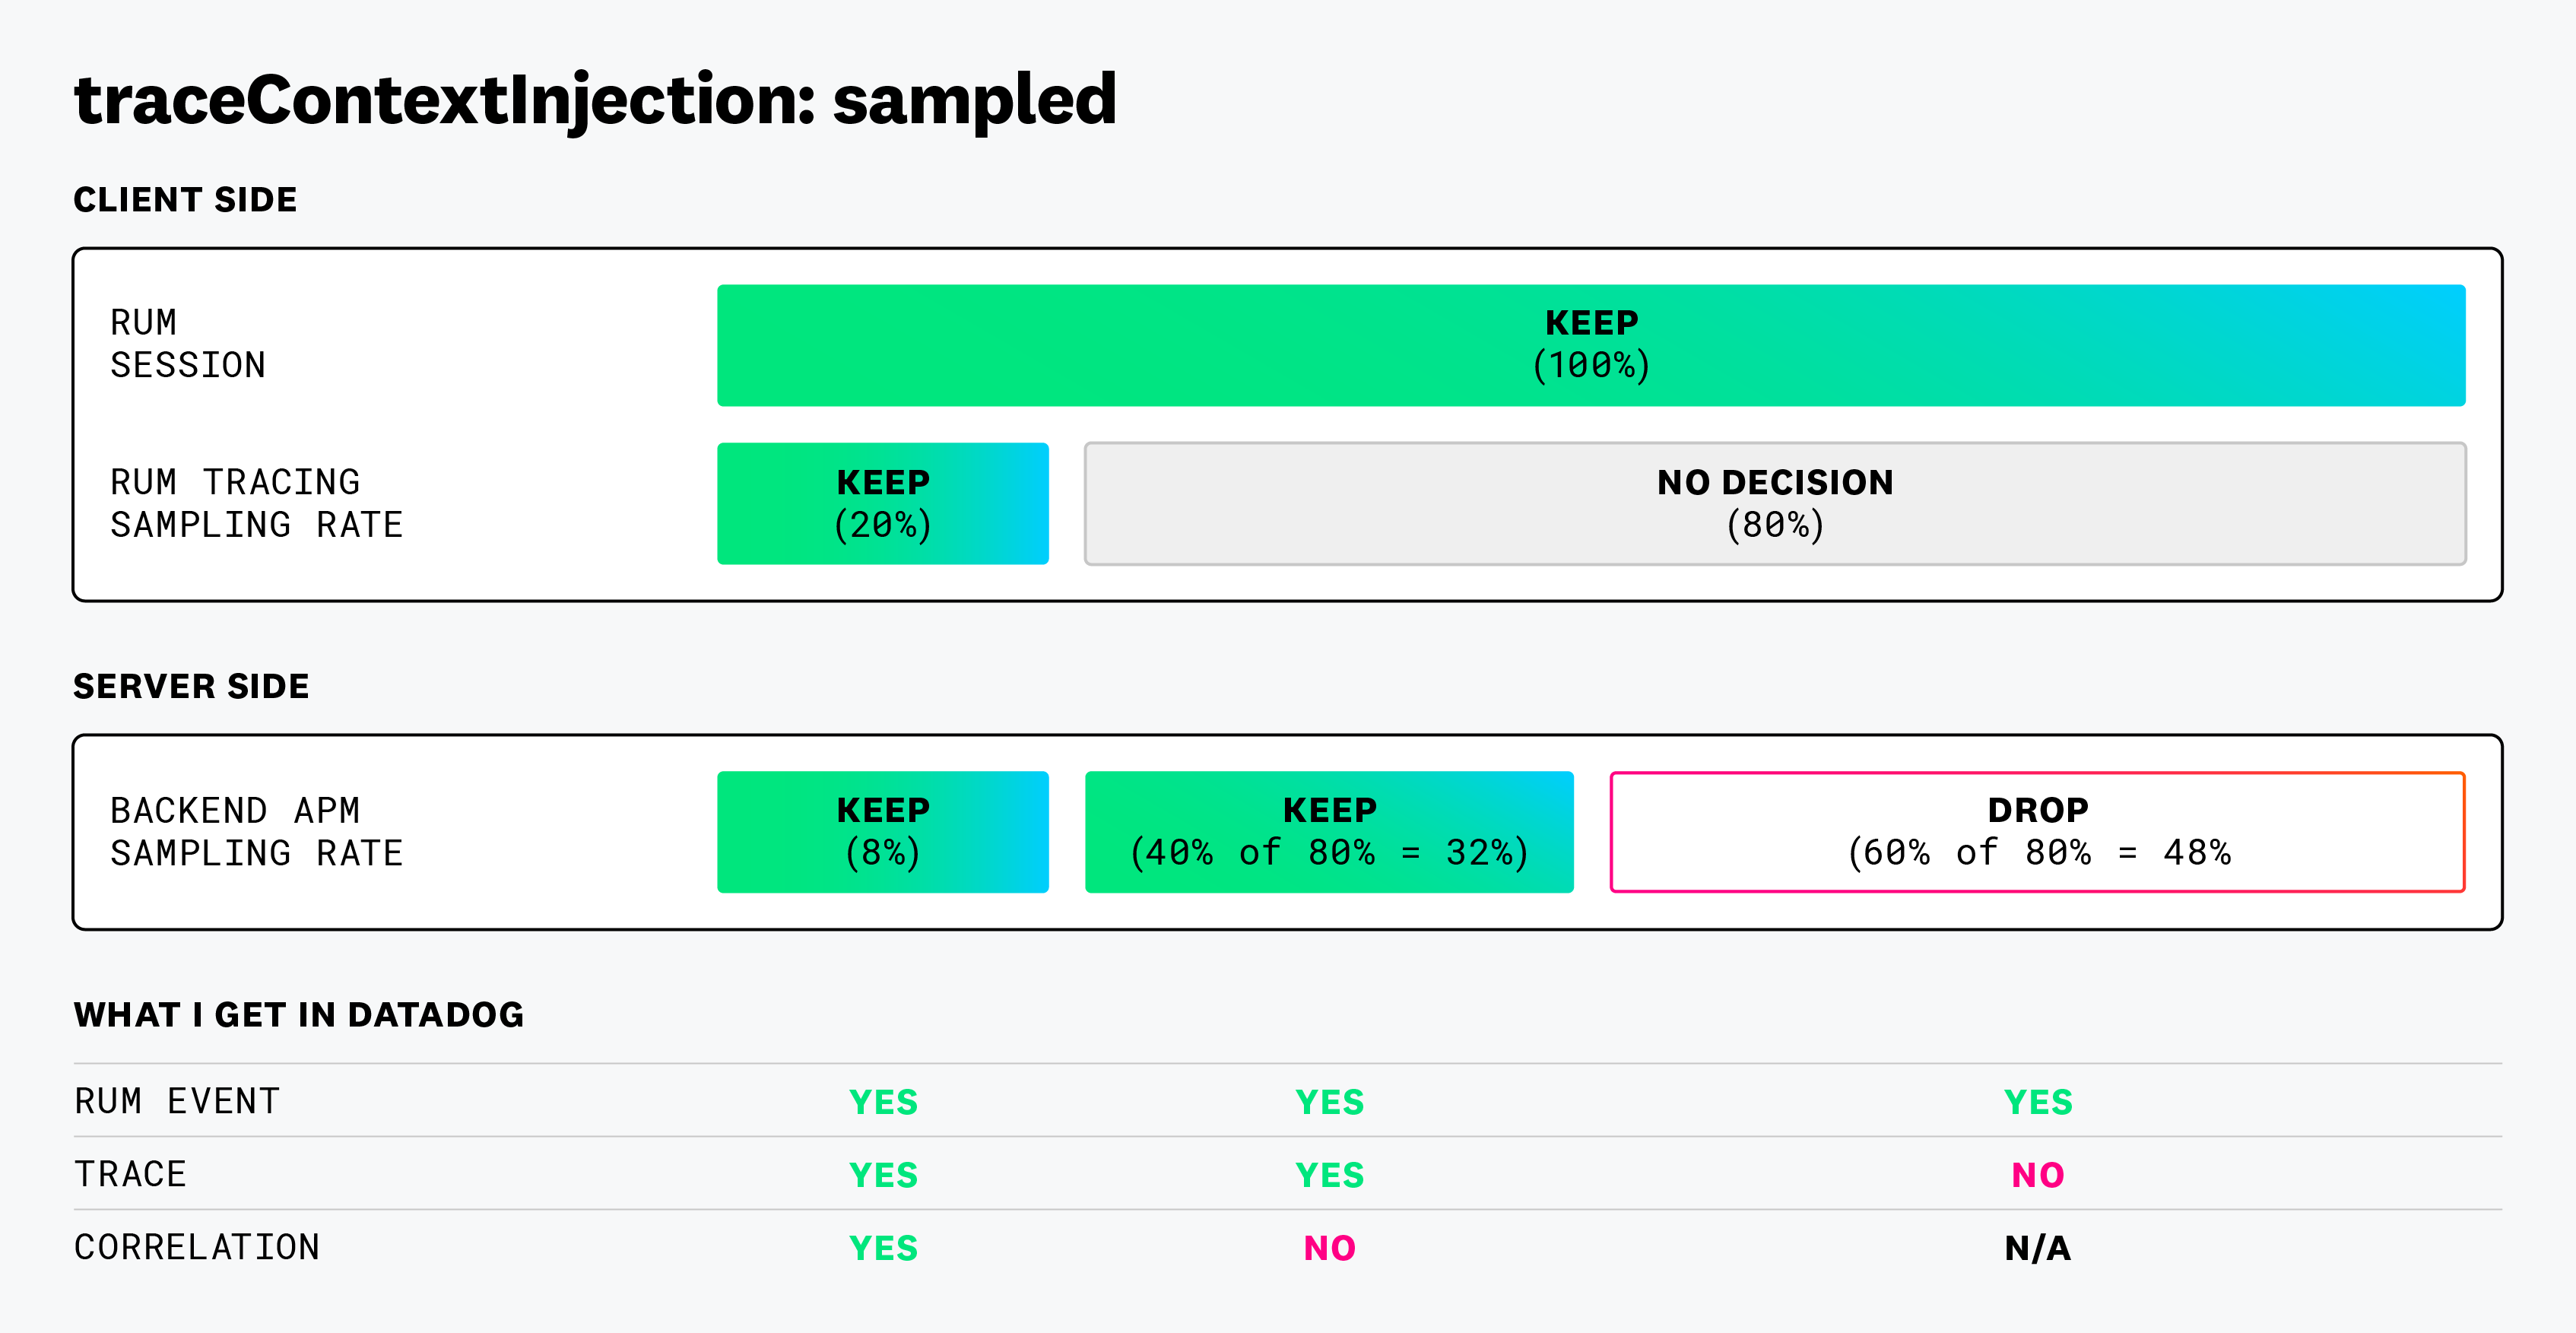 traceContextInjection: sampled
CLIENT SIDE
RUM
SESSION
KEEP
(100%)
RUM TRACING
SAMPLING RATE
KEEP
(20%)
NO DECISION
(80%)
SERVER SIDE
BACKEND APM
SAMPLING RATE
KEEP
(8%)
KEEP
(40% of 80% = 32%)
DROP
(60% of 80% = 48%
WHAT I GET IN DATADOG
RUM EVENT YES YES YES
TRACE YES YES NO
CORRELATION YES NO N/A